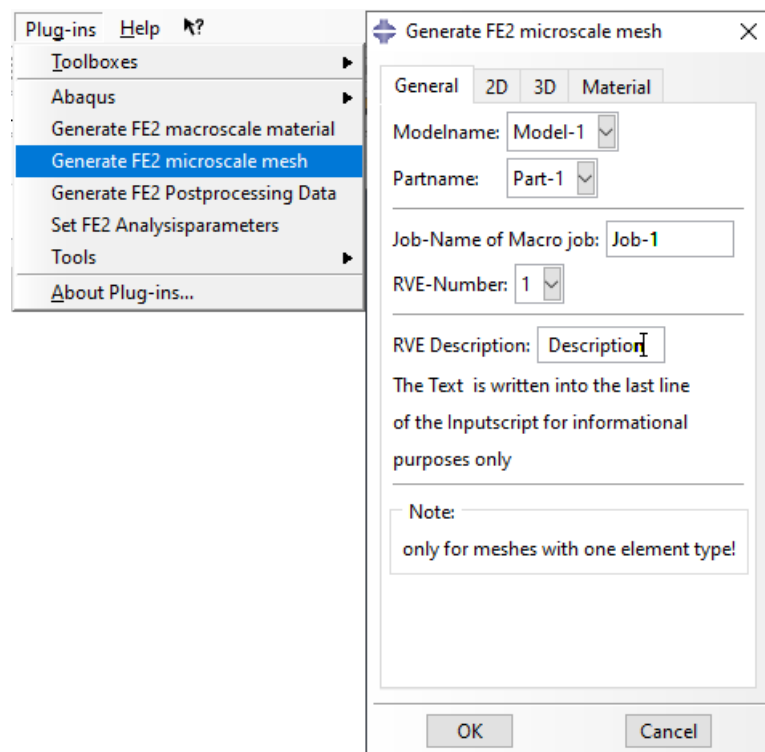 Plug-ins Help
Toolboxes
Abaqus
Generate FE2 macroscale material
Generate FE2 microscale mesh
Generate FE2 Postprocessing Data
Set FE2 Analysisparameters
Tools
About Plug-ins...
Generate FE2 microscale mesh
General 2D 3D Material
Modelname: Model-1
Partname: Part-1
Job-Name of Macro job: Job-1
RVE-Number: 1
RVE Description: Description
The Text is written into the last line
of the Inputscript for informational
purposes only
Note:
only for meshes with one element type!
OK Cancel